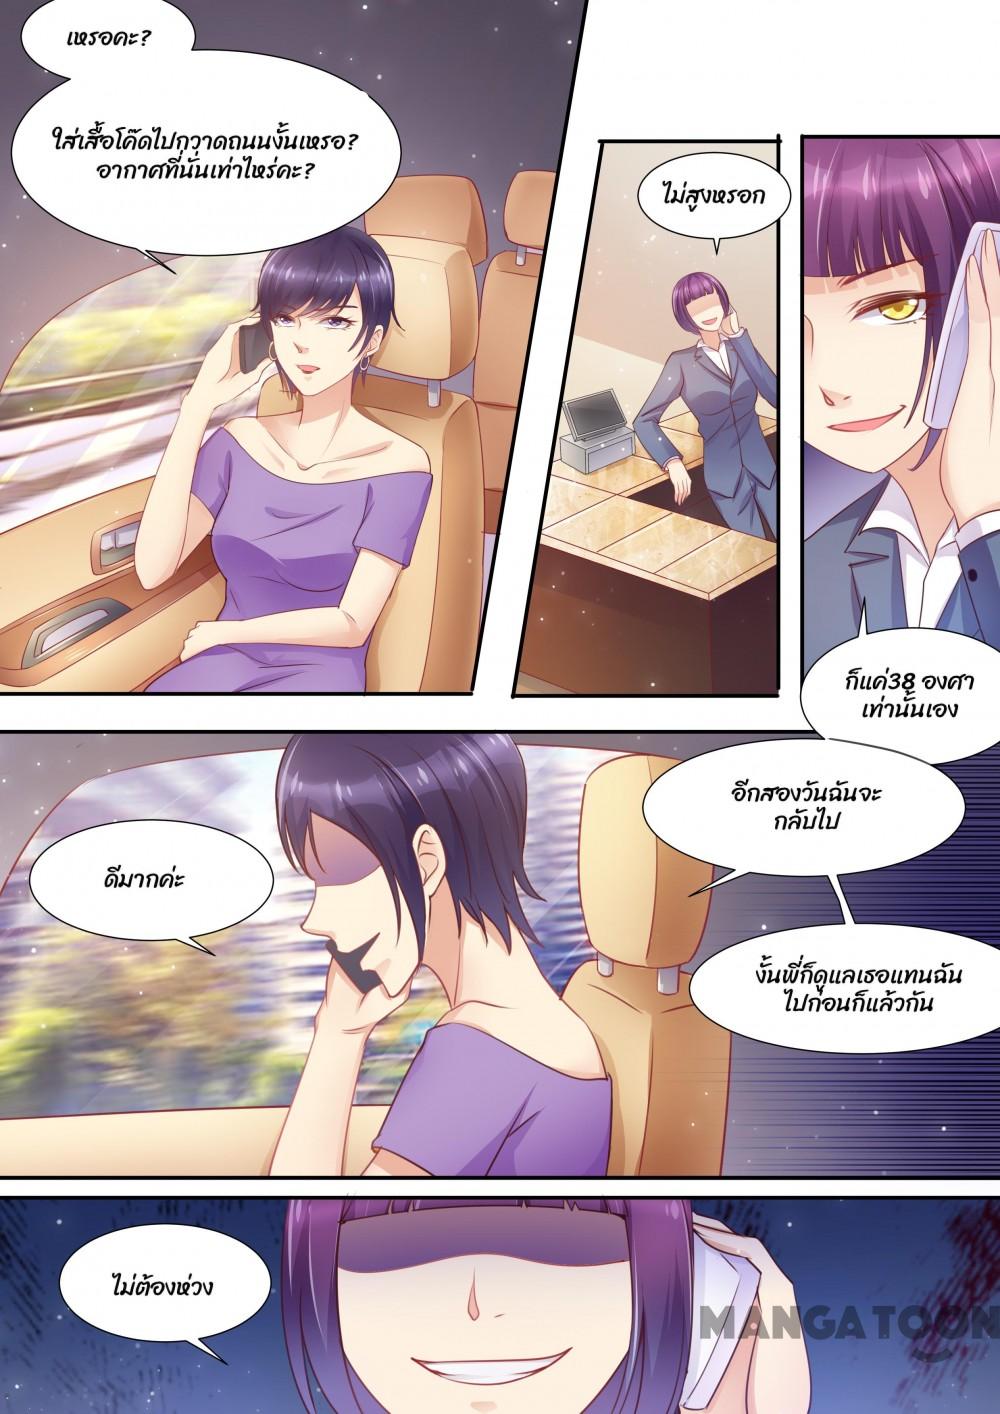 เหรอคะ?
ใส่เสื้อโค๊ดไปกวาดถนนงั้นเหรอ?
อากาศที่นั่นเท่าไหร่คะ?
ไม่สูงหรอก
ก็แค่38 องศา
เท่านั้นเอง
อีกสองวันฉันจะ
กลับไป
ดีมากค่ะ
งั้นพี่ก็ดูแลเธอแทนฉัน
ไปก่อนก็แล้วกัน
ไม่ต้องห่วง
MANGATOON